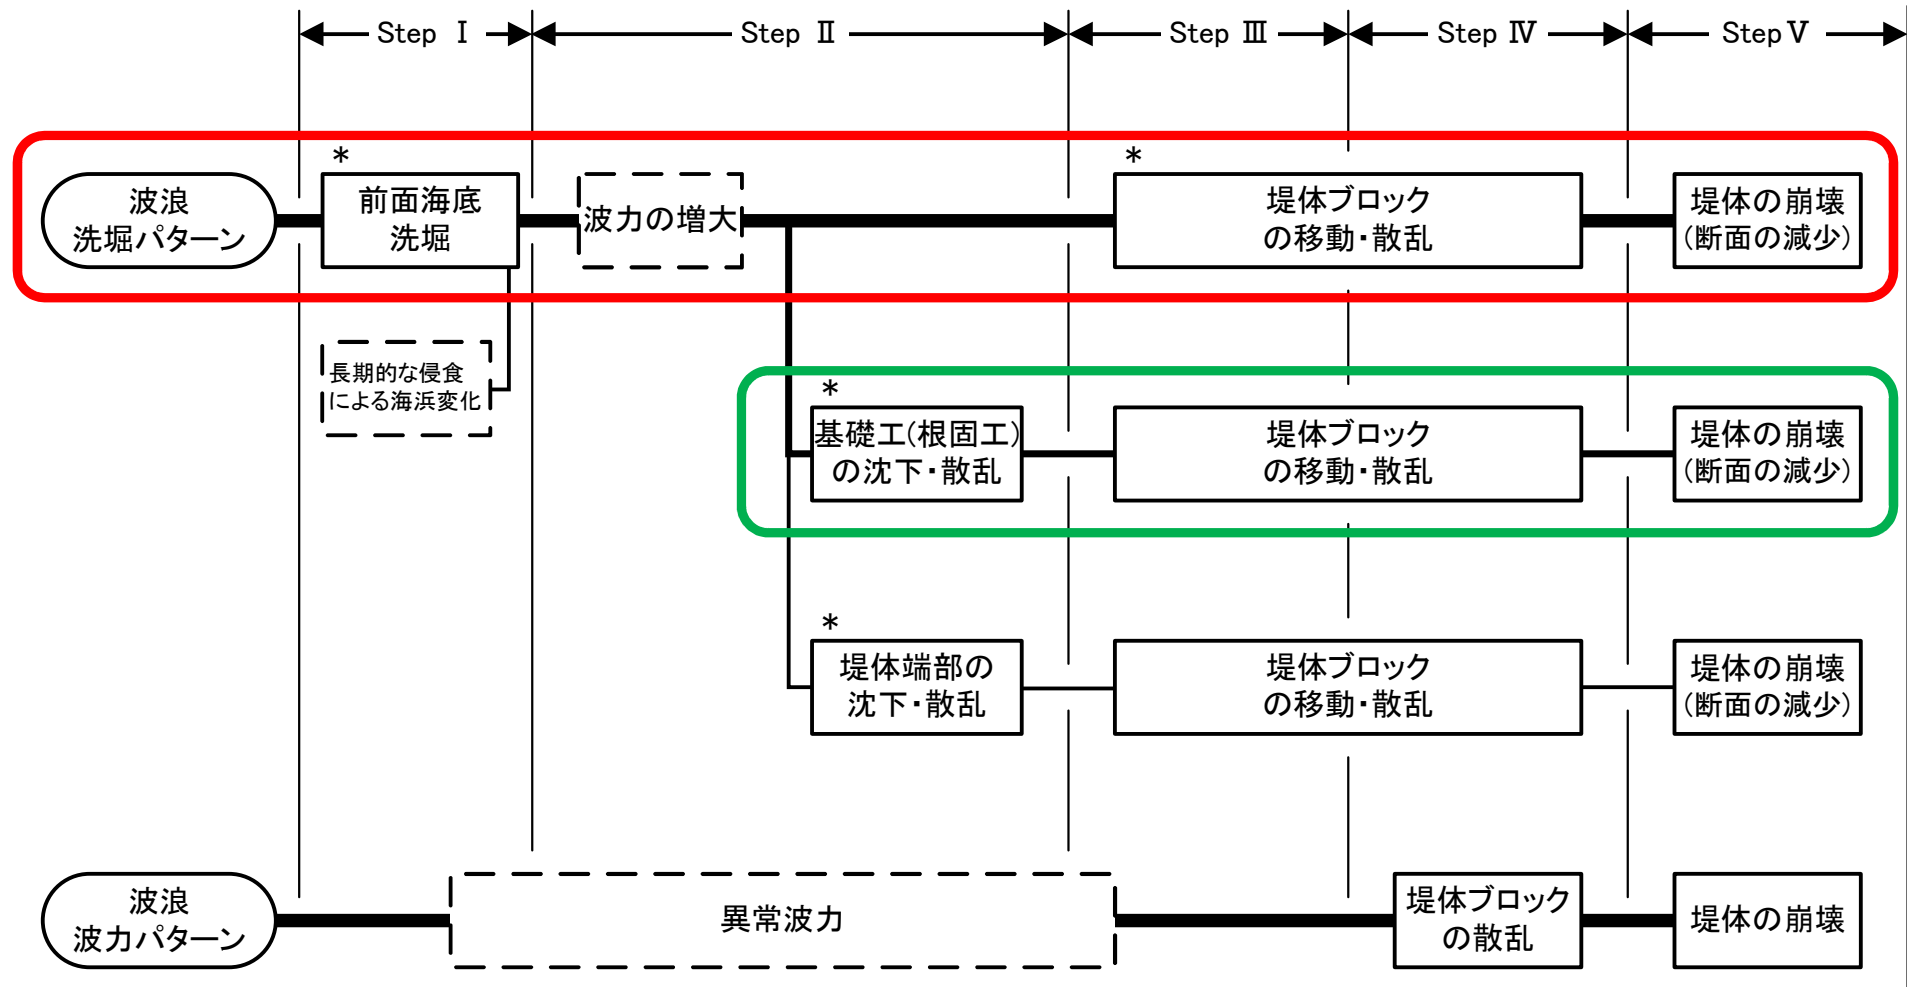 Step Ⅰ
Step Ⅱ
Step Ⅲ
Step Ⅳ
Step Ⅴ
波浪
洗堀パターン
*
前面海底
洗堀
波力の増大
*
堤体ブロック
の移動・散乱
堤体の崩壊
(断面の減少)
長期的な侵食
による海浜変化
*
基礎工(根固工)
の沈下・散乱
堤体ブロック
の移動・散乱
堤体の崩壊
(断面の減少)
*
堤体端部の
沈下・散乱
堤体ブロック
の移動・散乱
堤体の崩壊
(断面の減少)
波浪
波力パターン
異常波力
堤体ブロック
の散乱
堤体の崩壊